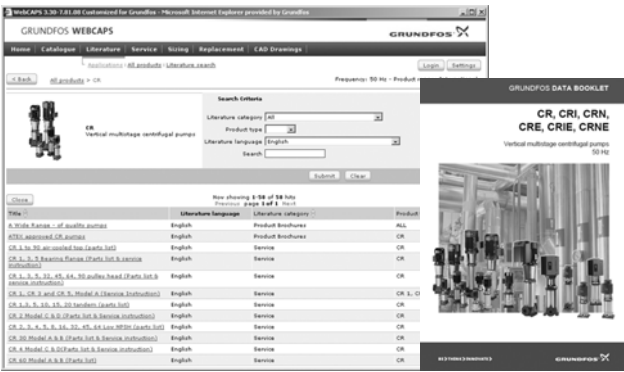 WebCAPS 3.30-7.01.00 Customized for Grundfos - Microsoft Internet Explorer provided by Grundfos
GRUNDFOS WEBCAPS
GRUNDFOS
Home Catalogue Literature Service Sizing Replacement CAD Drawings
Applications · All products · Literature search
Login Settings
< Back All products > CR
Frequency: 50 Hz - Product
Search Criteria
Literature category All
Product type
Literature language English
Search
CR
Vertical multistage centrifugal pumps
Submit Clear
Close
Now showing 1-58 of 58 hits
Previous page 1 of 1 Next
Title Literature language Literature category Product
A Wide Range - of quality pumps English Product Brochures ALL
ATEX approved CR pumps English Product Brochures CR
CR 1 to 90 air-cooled top (parts list) English Service CR
CR 1, 3, 5 Bearing flange (Parts list & service instruction) English Service CR
CR 1, 3, 5, 32, 45, 64, 90 pulley head (Parts list & service instruction) English Service CR
CR 1, CR 3 and CR 5, Model A (Service Instruction) English Service CR 1, C
CR 1,3, 5, 10, 15, 20 tandem (parts list) English Service CR
CR 2 Model C & D (Parts list & Service instruction) English Service CR
CR 2, 3, 4, 5, 8, 16, 32, 45, 64 Low NPSH (parts list) English Service CR
CR 30 Model A & B (Parts list & Service instruction) English Service CR
CR 4 Model C & D(Parts list & Service instruction) English Service CR
CR 60 Model A & B (Parts list) English Service CR
GRUNDFOS DATA BOOKLET
CR, CRI, CRN,
CRE, CRIE, CRNE
Vertical multistage centrifugal pumps
50 Hz
GRUNDFOS